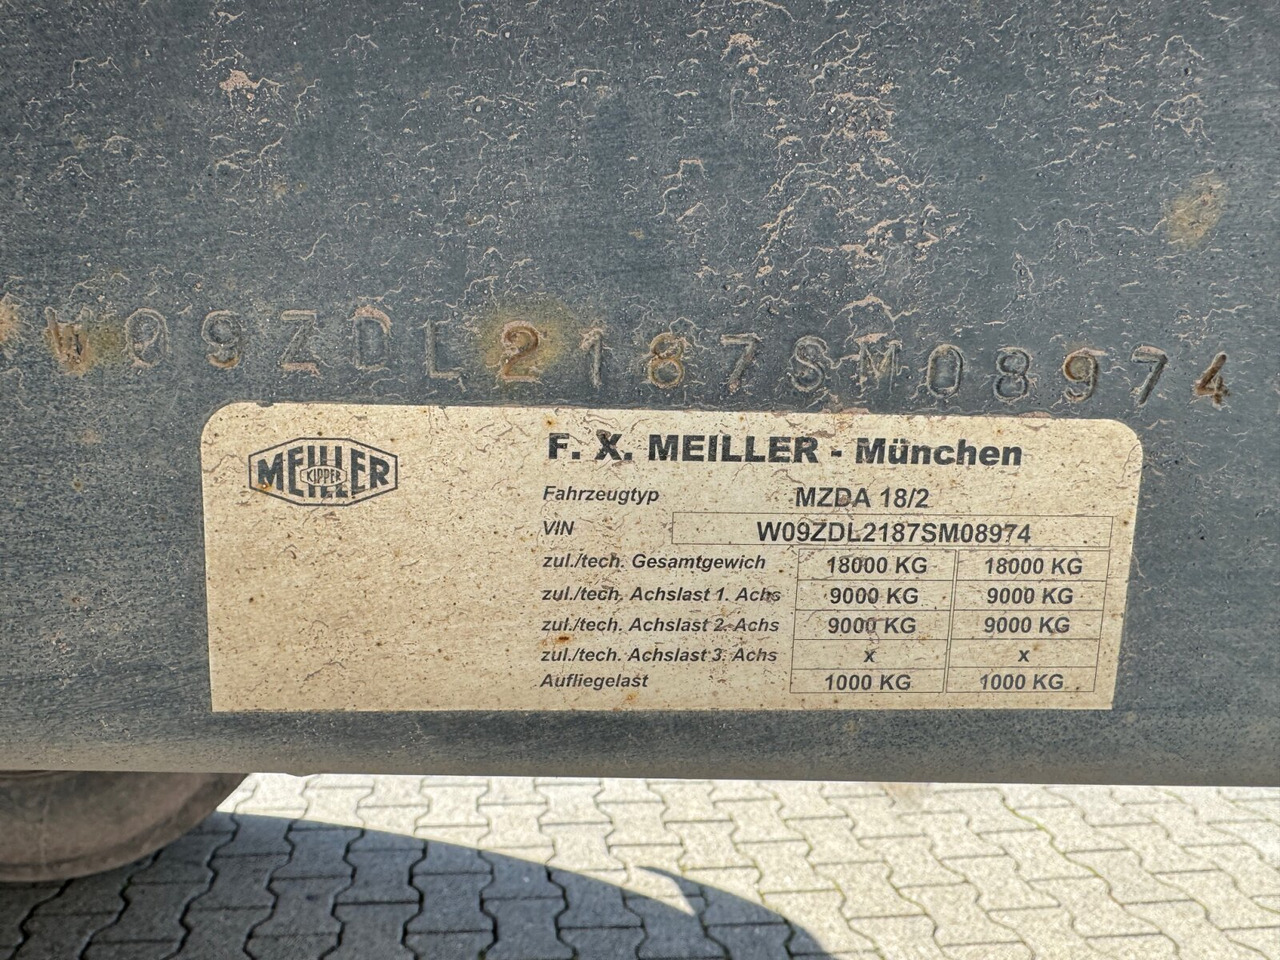 W09ZDL2187SM08974
MEILLER
KIPPER
F. X. MEILLER - München
Fahrzeugtyp MZDA 18/2
VIN W09ZDL2187SM08974
zul./tech. Gesamtgewich 18000 KG 18000 KG
zul./tech. Achslast 1. Achs 9000 KG 9000 KG
zul./tech. Achslast 2. Achs 9000 KG 9000 KG
zul./tech. Achslast 3. Achs x x
Aufliegelast 1000 KG 1000 KG